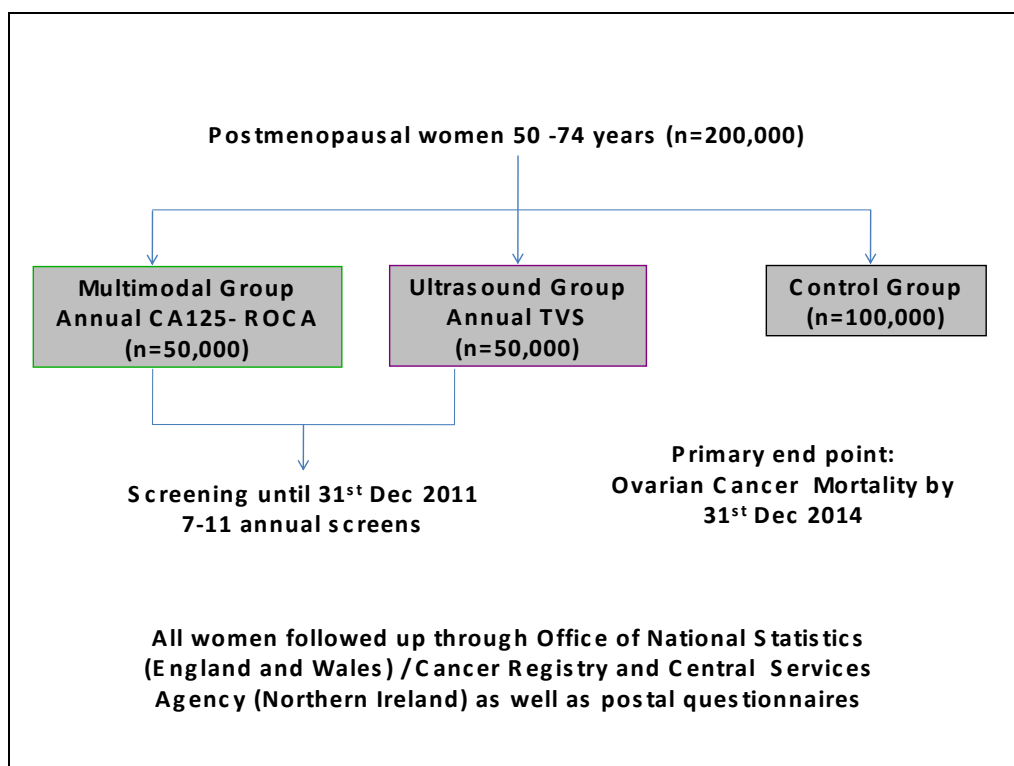 Postmenopausal women 50 -74 years (n=200,000)
Multimodal Group
Annual CA125- ROCA
(n=50,000)
Ultrasound Group
Annual TVS
(n=50,000)
Control Group
(n=100,000)
Screening until 31st Dec 2011
7-11 annual screens
Primary end point:
Ovarian Cancer Mortality by
31st Dec 2014
All women followed up through Office of National Statistics
(England and Wales) /Cancer Registry and Central Services
Agency (Northern Ireland) as well as postal questionnaires